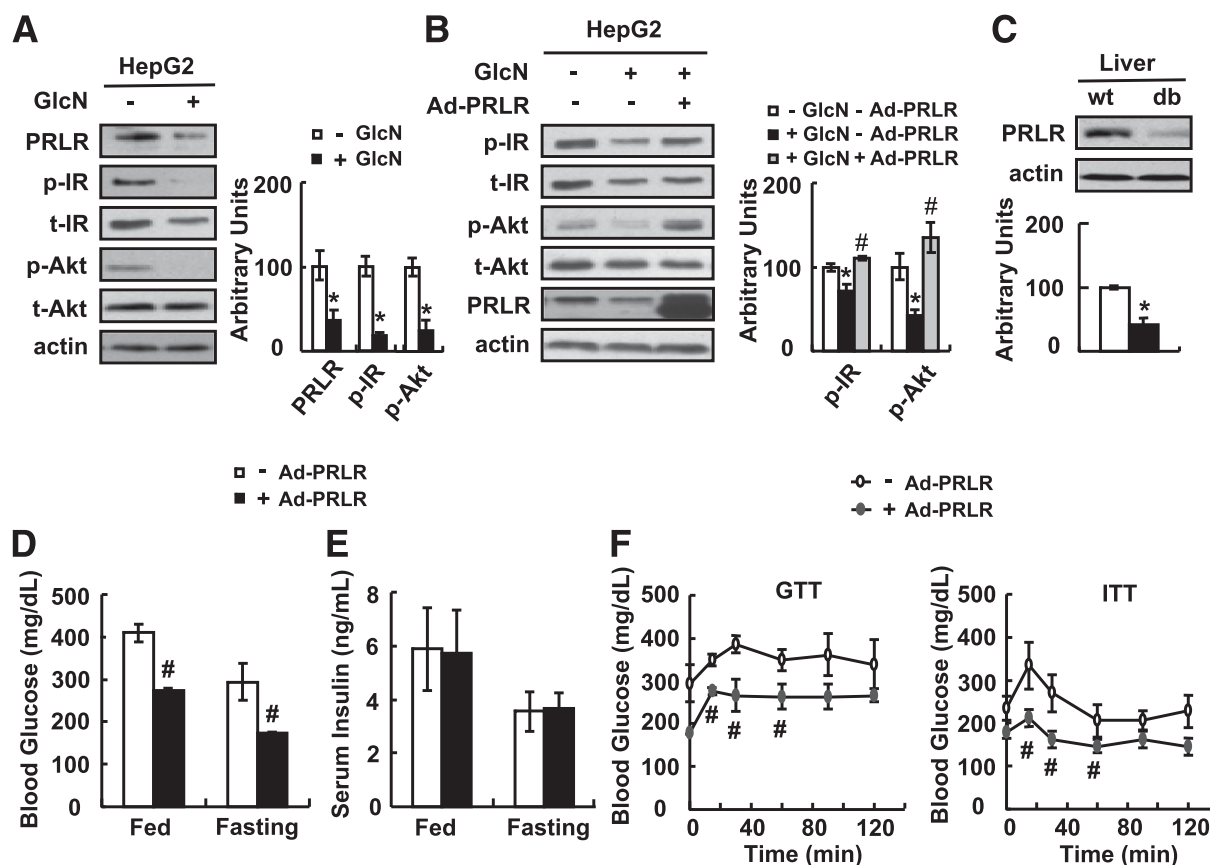 A
HepG2
GlcN - +
PRLR
p-IR
t-IR
p-Akt
t-Akt
actin
- GlcN
+ GlcN
Arbitrary Units
200
100
0
* * *
PRLR p-IR p-Akt
B
HepG2
GlcN - + +
Ad-PRLR - - +
p-IR
t-IR
p-Akt
t-Akt
PRLR
actin
- GlcN - Ad-PRLR
+ GlcN - Ad-PRLR
+ GlcN + Ad-PRLR
Arbitrary Units
200
100
0
* # * #
p-IR p-Akt
C
Liver
wt db
PRLR
actin
Arbitrary Units
200
100
0
*
- Ad-PRLR
+ Ad-PRLR
D
Blood Glucose (mg/dL)
500
400
300
200
100
0
# #
Fed Fasting
E
Serum Insulin (ng/mL)
8
6
4
2
0
Fed Fasting
- Ad-PRLR
+ Ad-PRLR
F
GTT
Blood Glucose (mg/dL)
500
400
300
200
100
0
# # #
0 40 80 120
Time (min)
ITT
Blood Glucose (mg/dL)
500
400
300
200
100
0
# # #
0 40 80 120
Time (min)